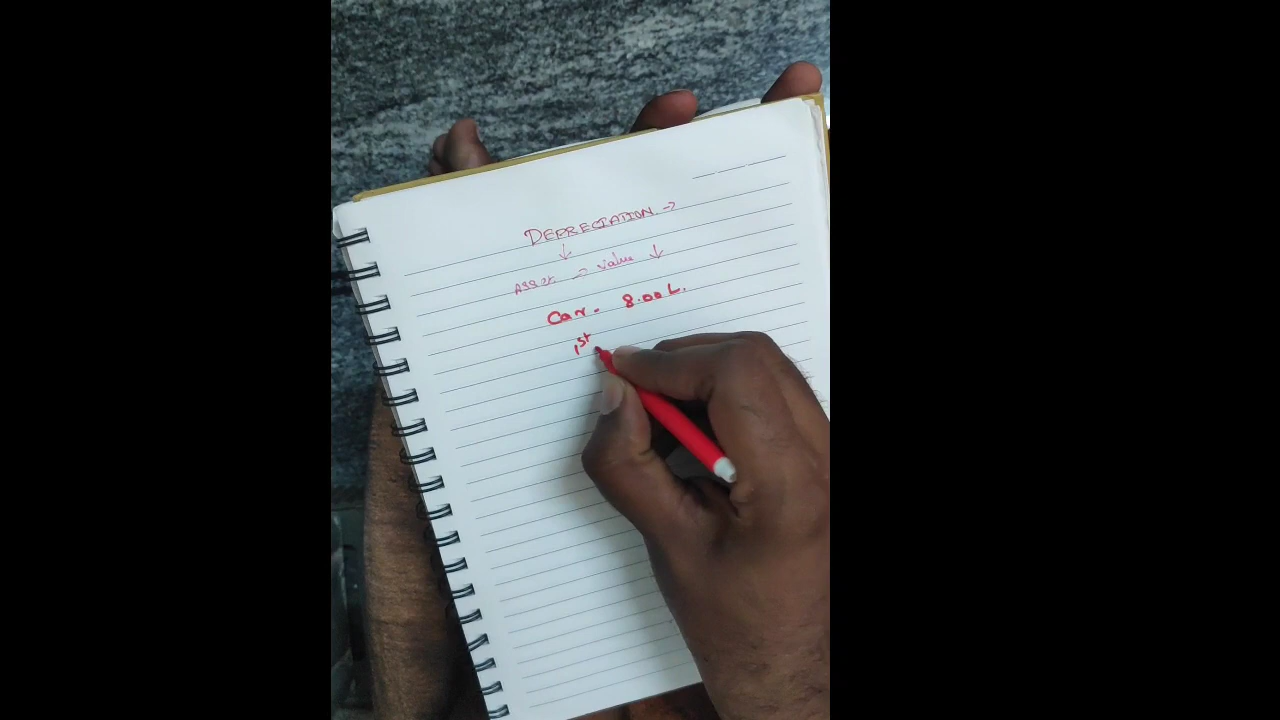 DEPRECIATION →
↓
Asset → value ↓
Car - 8.00 L.
1st